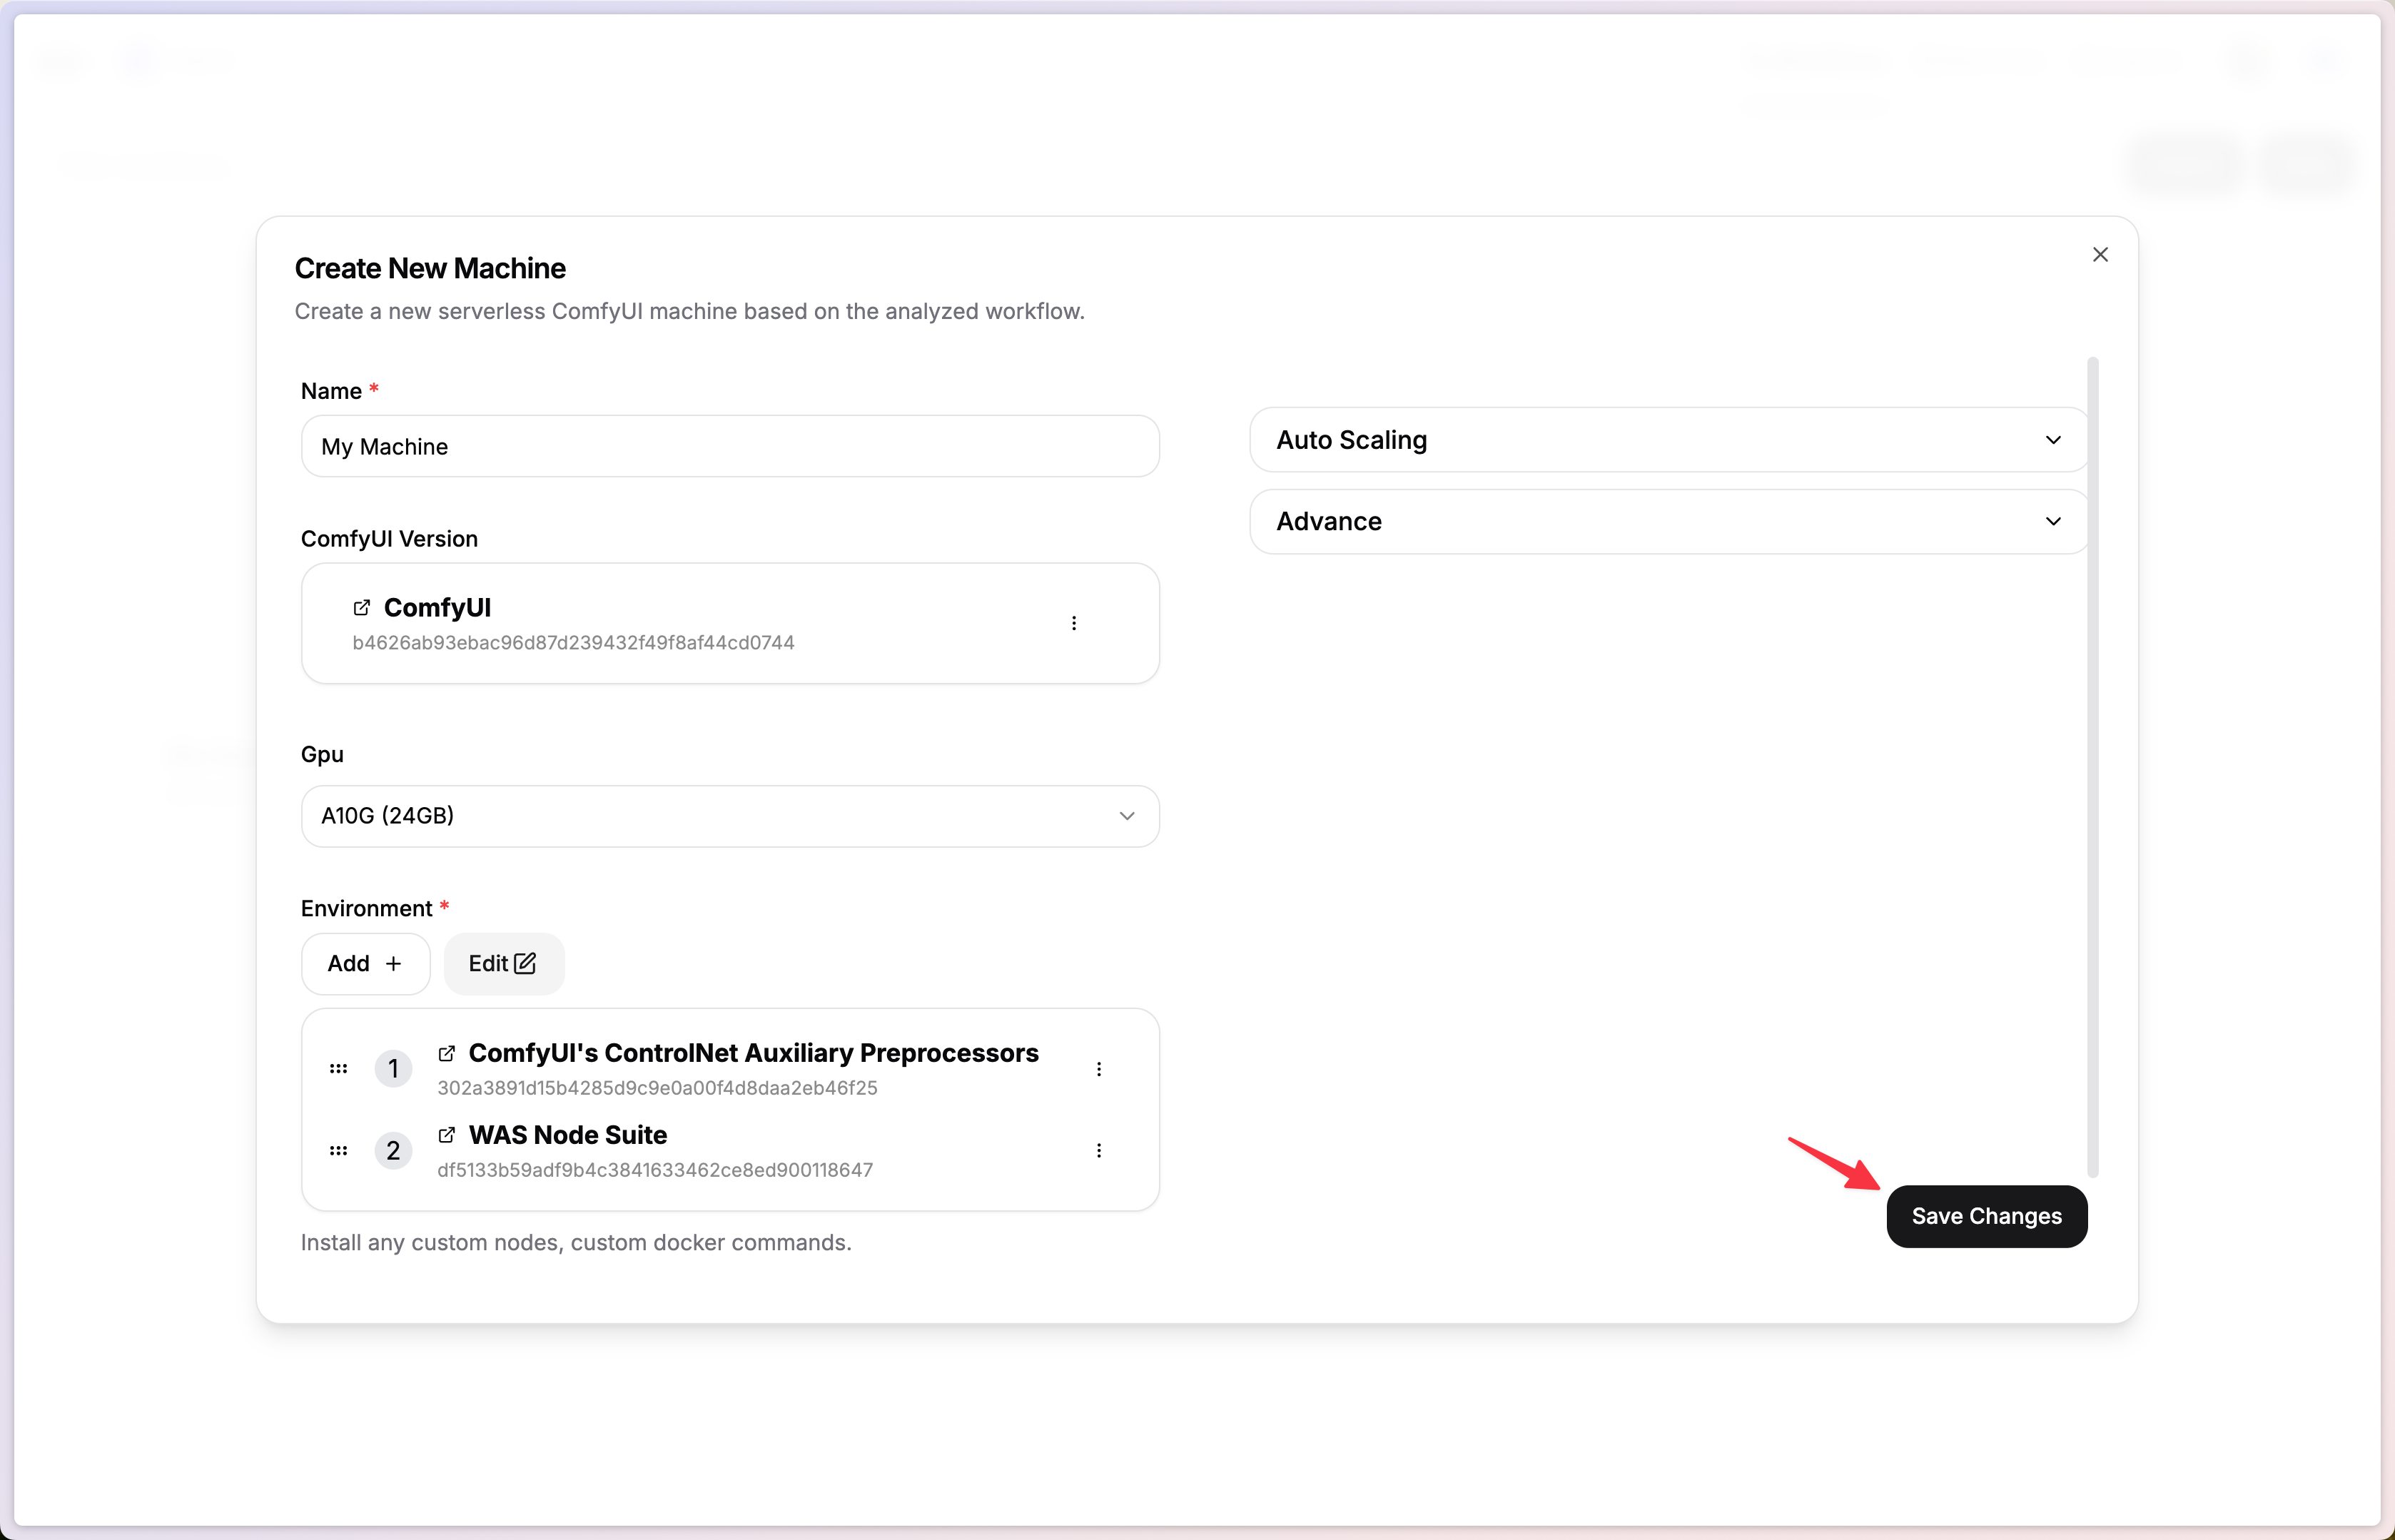 Create New Machine
Create a new serverless ComfyUI machine based on the analyzed workflow.
Name *
My Machine
ComfyUI Version
ComfyUI
b4626ab93ebac96d87d239432f49f8af44cd0744
Gpu
A10G (24GB)
Environment *
Add +
Edit
1
ComfyUI's ControlNet Auxiliary Preprocessors
302a3891d15b4285d9c9e0a00f4d8daa2eb46f25
2
WAS Node Suite
df5133b59adf9b4c3841633462ce8ed900118647
Install any custom nodes, custom docker commands.
Auto Scaling
Advance
Save Changes